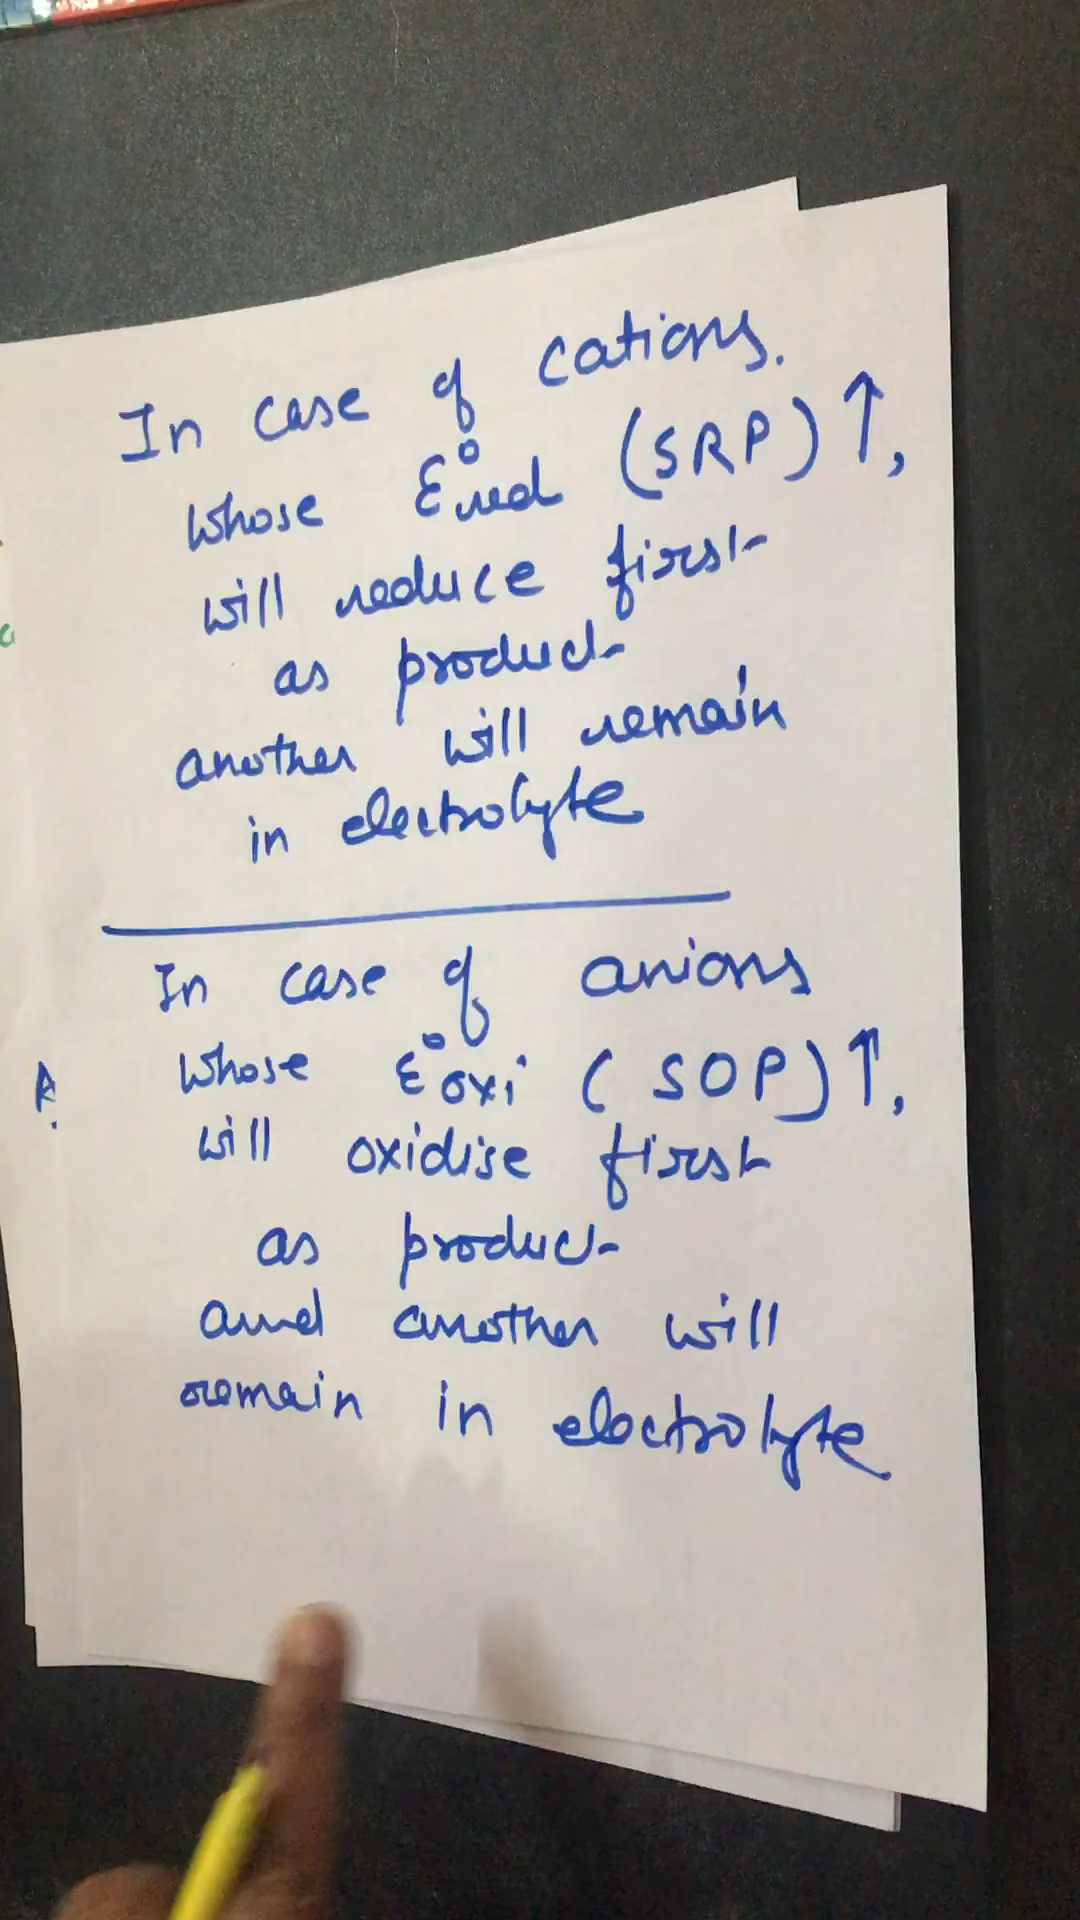 In case of cations.
whose E°red (SRP)↑,
will reduce first
as product
another will remain
in electrolyte
In case of anions
whose E°oxi (SOP)↑,
will oxidise first
as product
and another will
remain in electrolyte